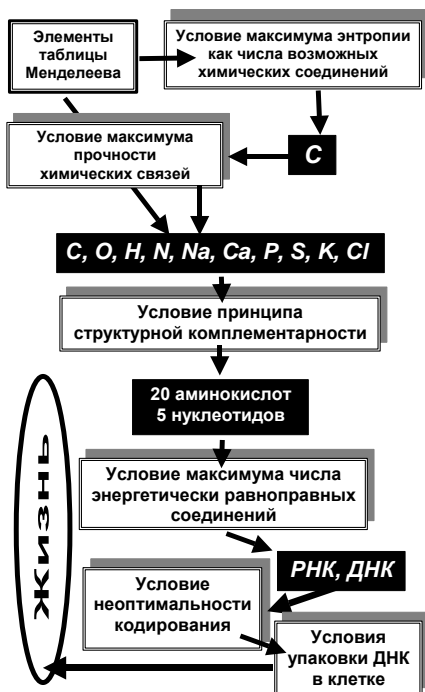 Элементы
таблицы
Менделеева
Условие максимума энтропии
как числа возможных
химических соединений
С
Условие максимума
прочности
химических связей
C, O, H, N, Na, Ca, P, S, K, Cl
Условие принципа
структурной комплементарности
20 аминокислот
5 нуклеотидов
Условие максимума числа
энергетически равноправных
соединений
РНК, ДНК
Условие
неоптимальности
кодирования
Условия
упаковки ДНК
в клетке
Жизнь